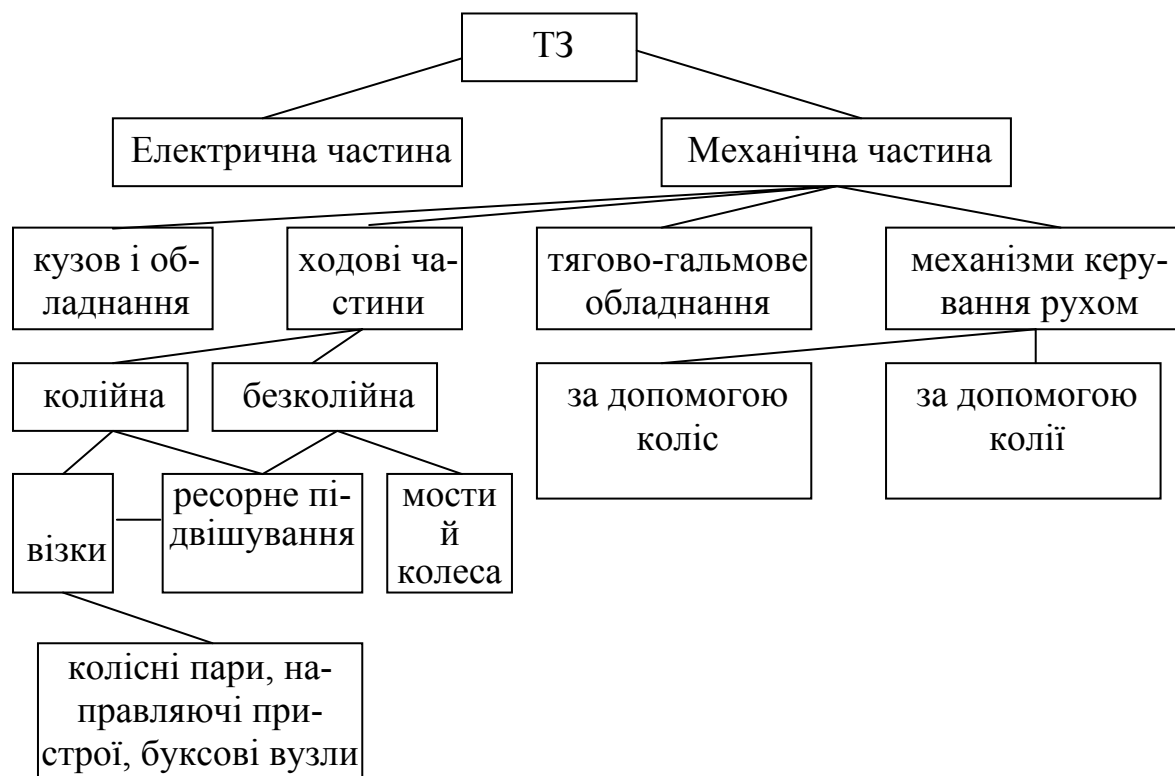 ТЗ
Електрична частина
Механічна частина
кузов і об-
ладнання
ходові ча-
стини
тягово-гальмове
обладнання
механізми керу-
вання рухом
колійна
безколійна
за допомогою
коліс
за допомогою
колії
візки
ресорне пі-
двішування
мости
й
колеса
колісні пари, на-
правляючі при-
строї, буксові вузли